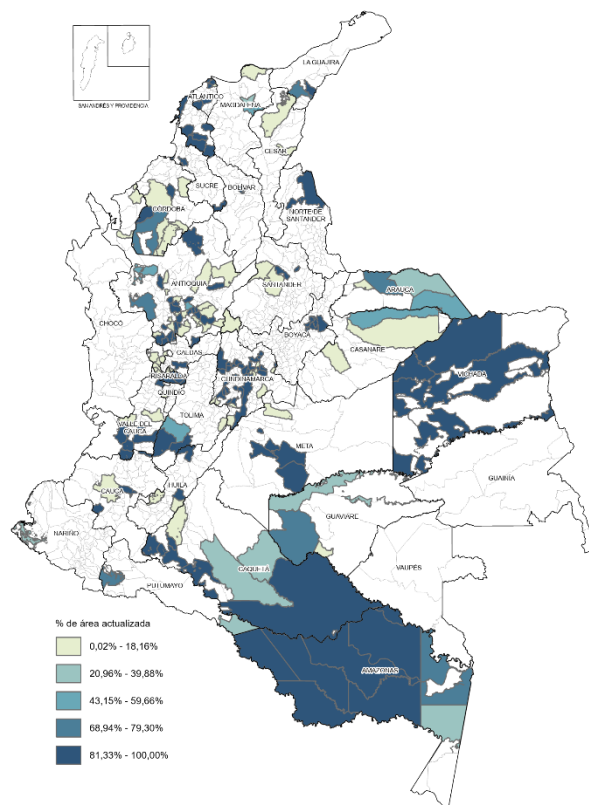 LA GUAJIRA
SAN ANDRÉS Y PROVIDENCIA
ATLÁNTICO
MAGDALENA
CESAR
SUCRE
BOLÍVAR
CÓRDOBA
NORTE DE
SANTANDER
ANTIOQUIA
SANTANDER
ARAUCA
CHOCÓ
BOYACÁ
CASANARE
CALDAS
RISARALDA
CUNDINAMARCA
VICHADA
QUINDÍO
TOLIMA
VALLE DEL
CAUCA
META
GUAINÍA
HUILA
CAUCA
GUAVIARE
NARIÑO
VAUPÉS
CAQUETÁ
PUTUMAYO
AMAZONAS
% de área actualizada
0,02% - 18,16%
20,96% - 39,88%
43,15% - 59,66%
68,94% - 79,30%
81,33% - 100,00%